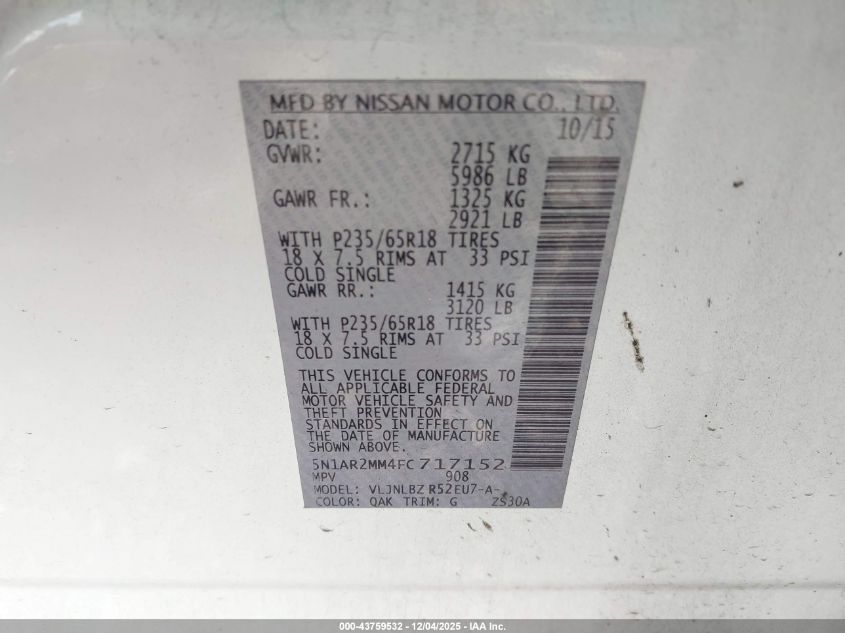 MFD BY NISSAN MOTOR CO., LTD.
DATE: 10/15
GVWR: 2715 KG
5986 LB
GAWR FR.: 1325 KG
2921 LB
WITH P235/65R18 TIRES
18 X 7.5 RIMS AT 33 PSI
COLD SINGLE
GAWR RR.: 1415 KG
3120 LB
WITH P235/65R18 TIRES
18 X 7.5 RIMS AT 33 PSI
COLD SINGLE
THIS VEHICLE CONFORMS TO
ALL APPLICABLE FEDERAL
MOTOR VEHICLE SAFETY AND
THEFT PREVENTION
STANDARDS IN EFFECT ON
THE DATE OF MANUFACTURE
SHOWN ABOVE.
5N1AR2MM4FC717152
MPV 908
MODEL: VLJNLBZ R52EU7-A-
COLOR: QAK TRIM: G ZS30A
000-43759532 - 12/04/2025 - IAA Inc.